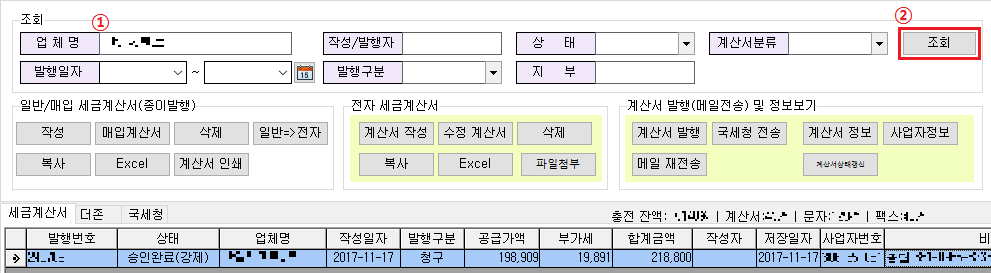 조회
① ②
업 체 명 작성/발행자 상 태 계산서분류 조회
발행일자 ~ 15 발행구분 지 부
일반/매입 세금계산서(종이발행) 전자 세금계산서 계산서 발행(메일전송) 및 정보보기
작성 매입계산서 삭제 일반=>전자 계산서 작성 수정 계산서 삭제 계산서 발행 국세청 전송 계산서 정보 사업자정보
복사 Excel 계산서 인쇄 복사 Excel 파일첨부 메일 재전송 계산서상태갱신
세금계산서 더존 국세청
충전 잔액: | 계산서: | 문자: | 팩스:
발행번호 상태 업체명 작성일자 발행구분 공급가액 부가세 합계금액 작성자 저장일자 사업자번호 비
승인완료(강제) 2017-11-17 청구 198,909 19,891 218,800 2017-11-17